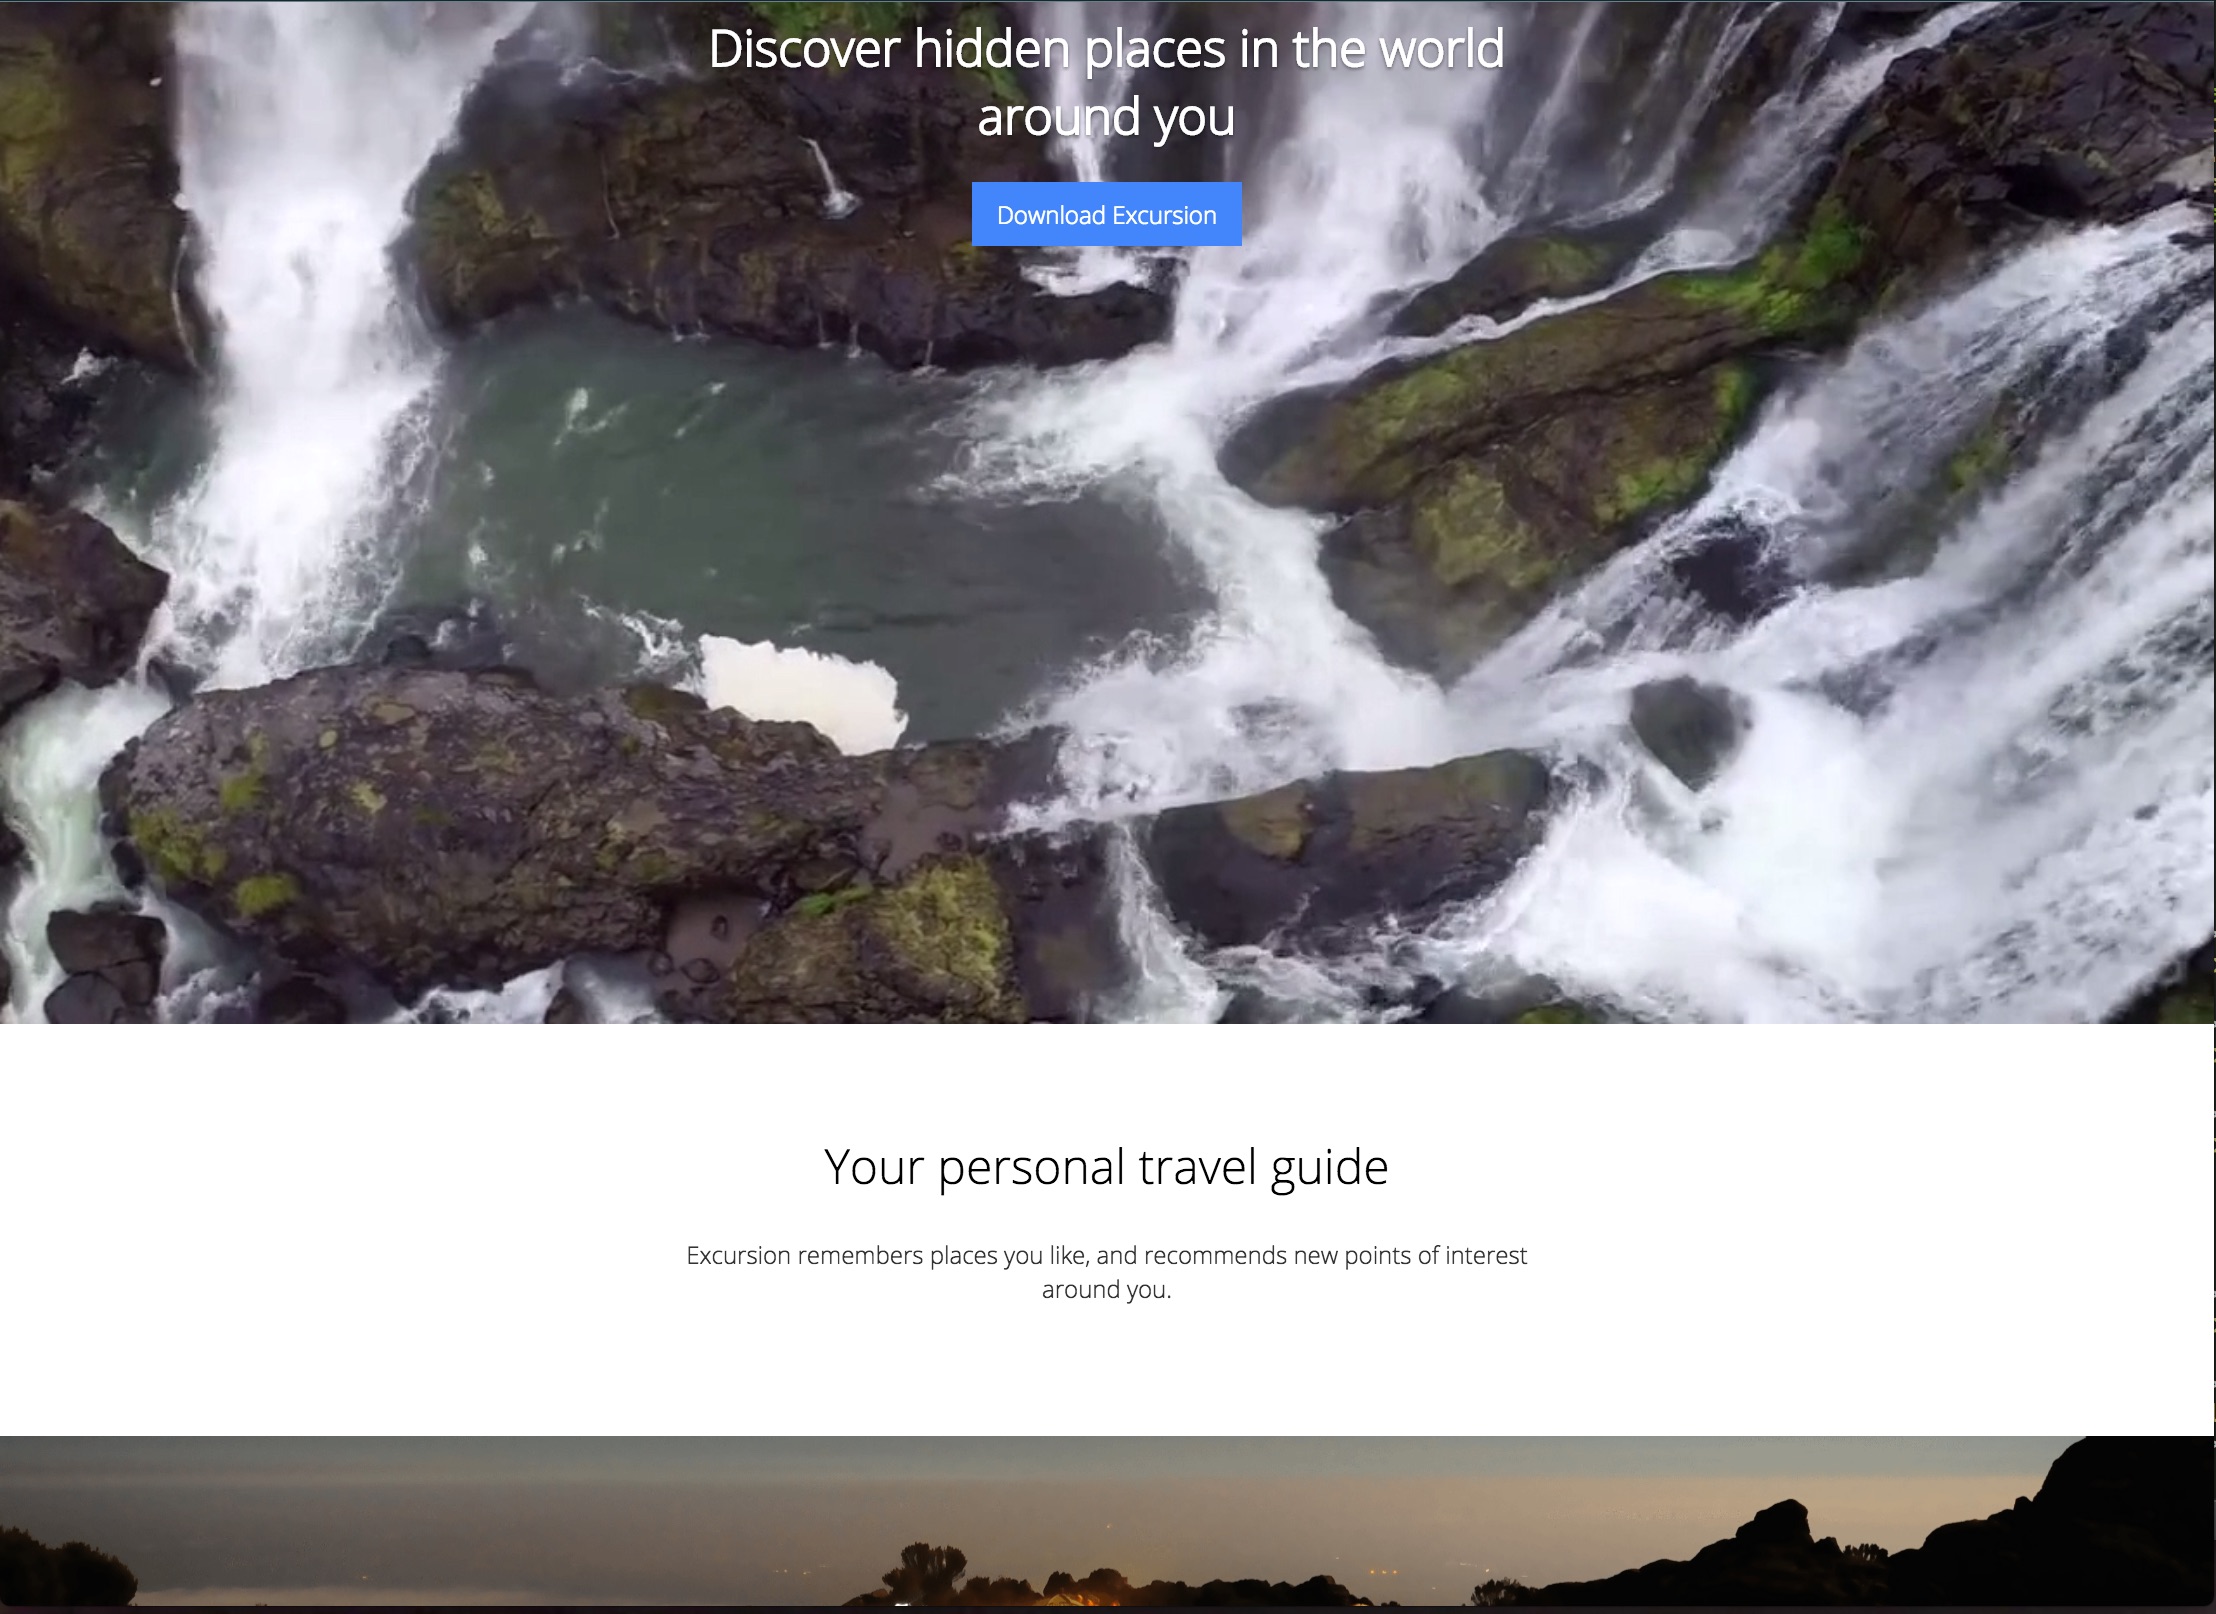 Discover hidden places in the world
around you
Download Excursion
Your personal travel guide
Excursion remembers places you like, and recommends new points of interest
around you.